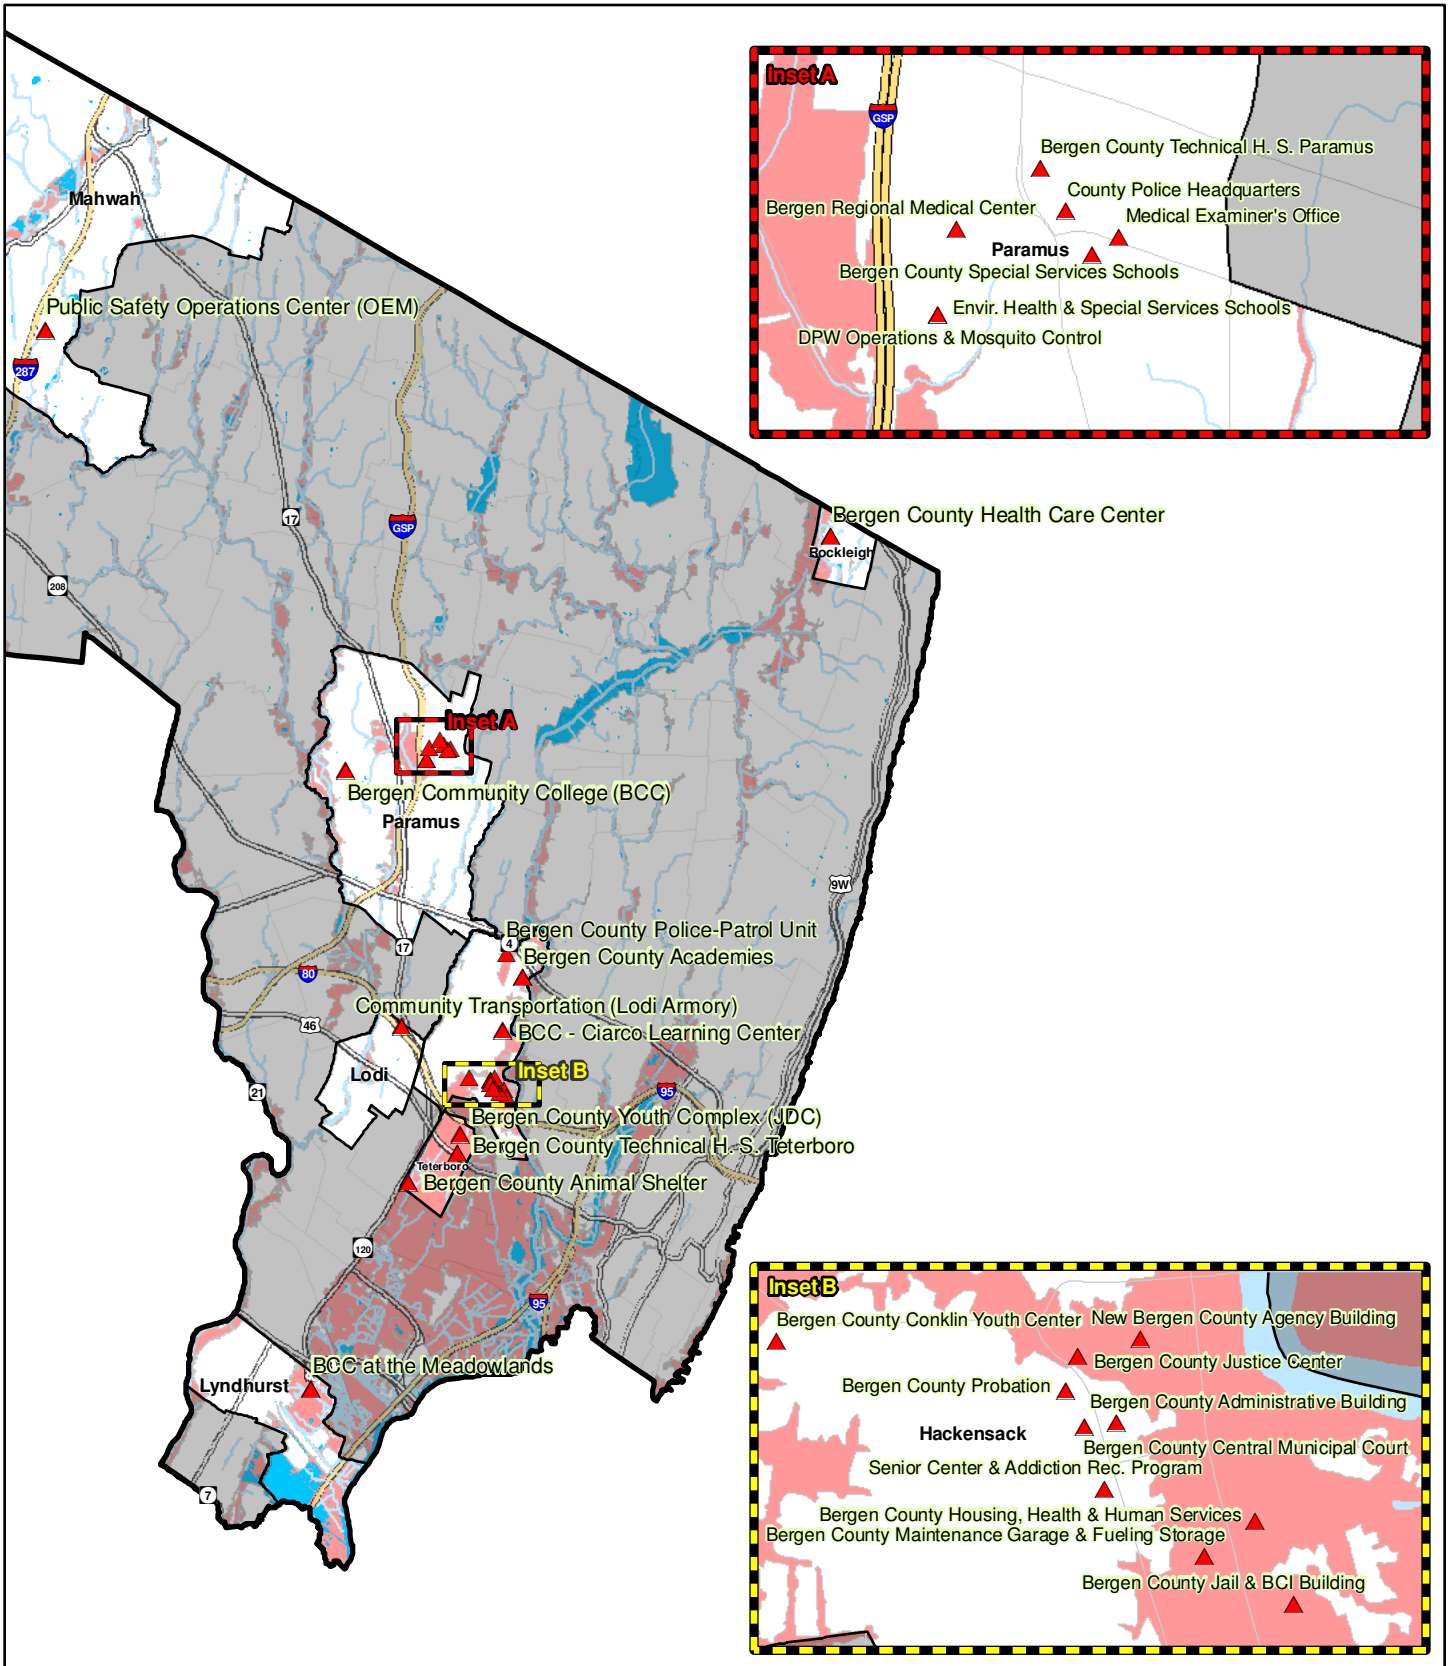 Inset A
GSP
Bergen County Technical H. S. Paramus
County Police Headquarters
Bergen Regional Medical Center
Medical Examiner's Office
Paramus
Bergen County Special Services Schools
Envir. Health & Special Services Schools
DPW Operations & Mosquito Control
Mahwah
Public Safety Operations Center (OEM)
287
17
GSP
Bergen County Health Care Center
Rockleigh
208
Inset A
Bergen Community College (BCC)
Paramus
9W
Bergen County Police-Patrol Unit
17
4
Bergen County Academies
80
Community Transportation (Lodi Armory)
46
BCC - Ciarco Learning Center
Lodi
Inset B
21
95
Bergen County Youth Complex (JDC)
Bergen County Technical H. S. Teterboro
Teterboro
Bergen County Animal Shelter
120
95
BCC at the Meadowlands
Lyndhurst
7
Inset B
Bergen County Conklin Youth Center
New Bergen County Agency Building
Bergen County Justice Center
Bergen County Probation
Bergen County Administrative Building
Hackensack
Bergen County Central Municipal Court
Senior Center & Addiction Rec. Program
Bergen County Housing, Health & Human Services
Bergen County Maintenance Garage & Fueling Storage
Bergen County Jail & BCI Building